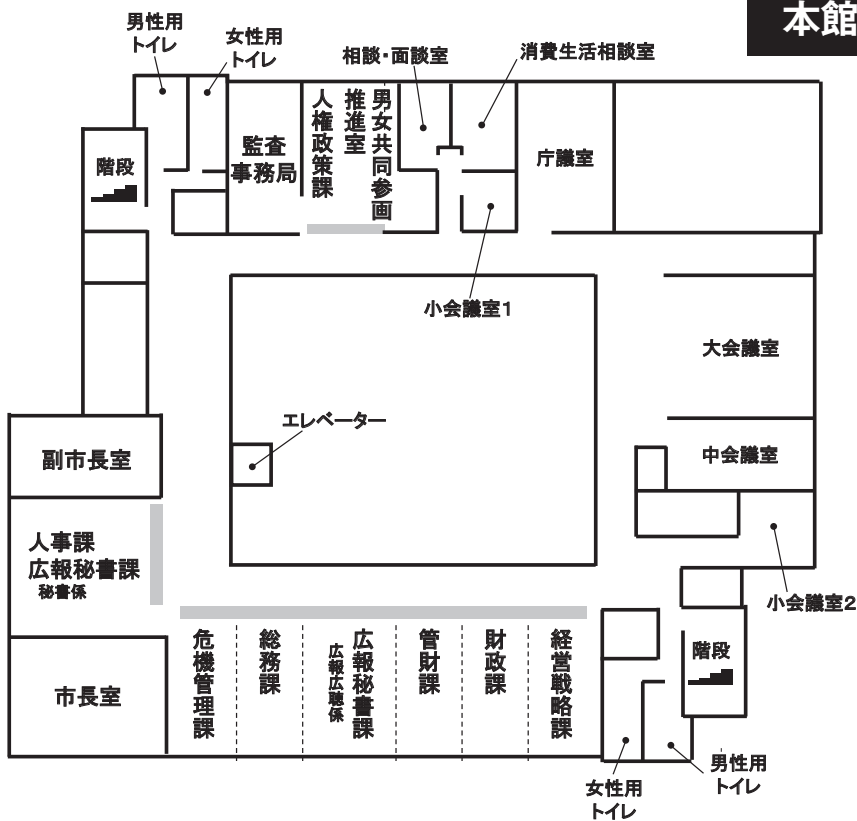 本館
男性用
トイレ
女性用
トイレ
相談・面談室
消費生活相談室
階段
監査
事務局
人権政策課
男女共同参画
推進室
庁議室
小会議室1
大会議室
エレベーター
副市長室
中会議室
人事課
広報秘書課
秘書係
小会議室2
市長室
危機管理課
総務課
広報秘書課
広報広聴係
管財課
財政課
経営戦略課
階段
女性用
トイレ
男性用
トイレ